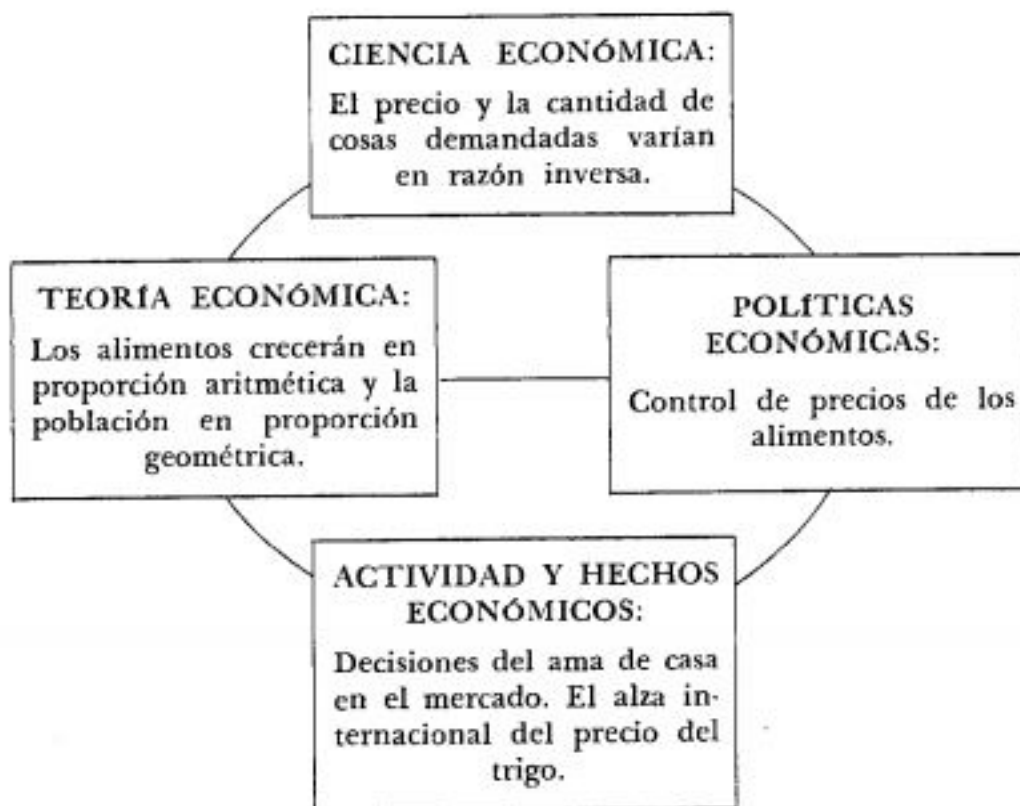 CIENCIA ECONÓMICA:
El precio y la cantidad de
cosas demandadas varían
en razón inversa.
TEORÍA ECONÓMICA:
Los alimentos crecerán en
proporción aritmética y la
población en proporción
geométrica.
POLÍTICAS
ECONÓMICAS:
Control de precios de los
alimentos.
ACTIVIDAD Y HECHOS
ECONÓMICOS:
Decisiones del ama de casa
en el mercado. El alza in-
ternacional del precio del
trigo.